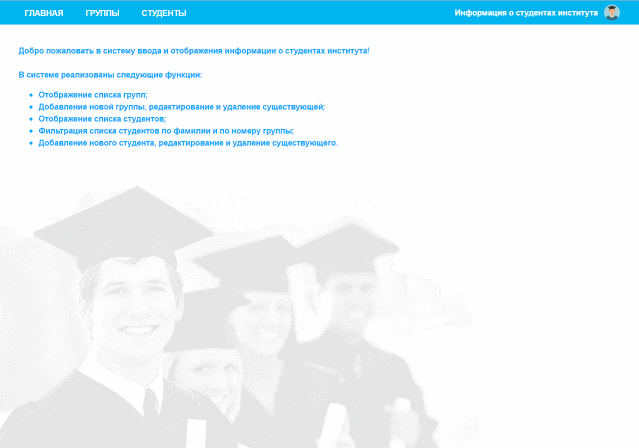 ГЛАВНАЯ ГРУППЫ СТУДЕНТЫ Информация о студентах института
Добро пожаловать в систему ввода и отображения информации о студентах института!
В системе реализованы следующие функции:
Отображение списка групп;
Добавление новой группы, редактирование и удаление существующей;
Отображение списка студентов;
Фильтрация списка студентов по фамилии и по номеру группы;
Добавление нового студента, редактирование и удаление существующего.